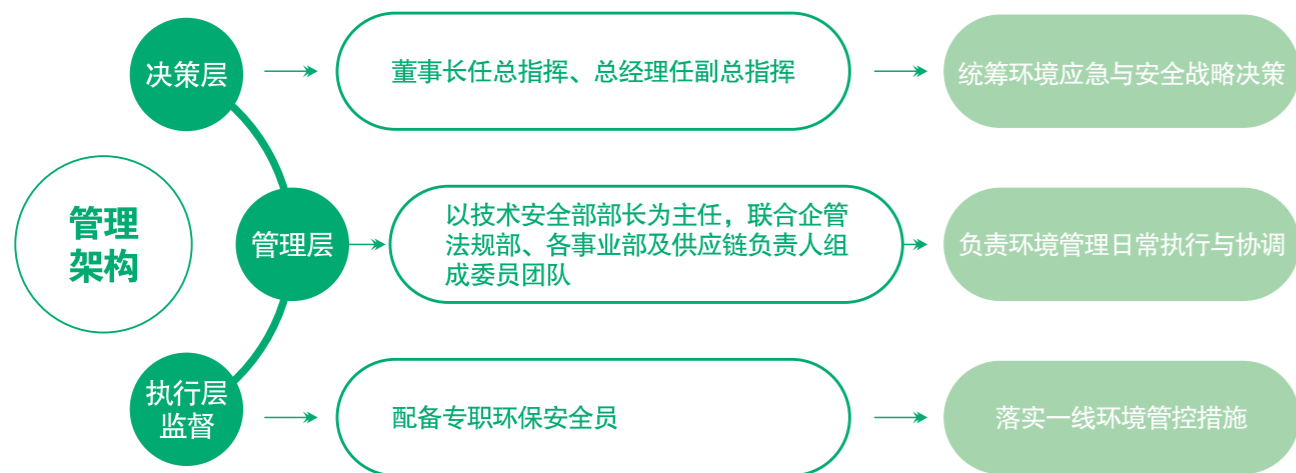 管理
架构
决策层
董事长任总指挥、总经理任副总指挥
统筹环境应急与安全战略决策
管理层
以技术安全部部长为主任，联合企管
法规部、各事业部及供应链负责人组
成委员团队
负责环境管理日常执行与协调
执行层
监督
配备专职环保安全员
落实一线环境管控措施